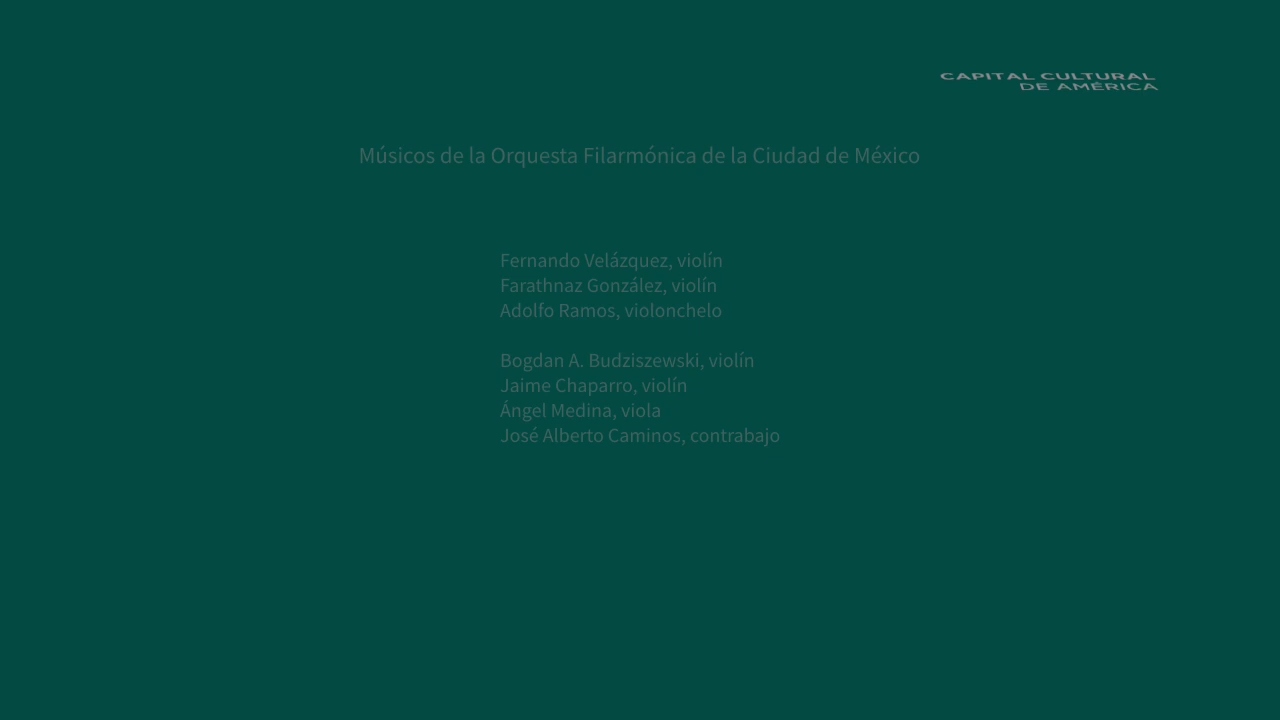 CAPITAL CULTURAL
DE AMÉRICA
Músicos de la Orquesta Filarmónica de la Ciudad de México
Fernando Velázquez, violín
Farathnaz González, violín
Adolfo Ramos, violonchelo
Bogdan A. Budziszewski, violín
Jaime Chaparro, violín
Ángel Medina, viola
José Alberto Caminos, contrabajo